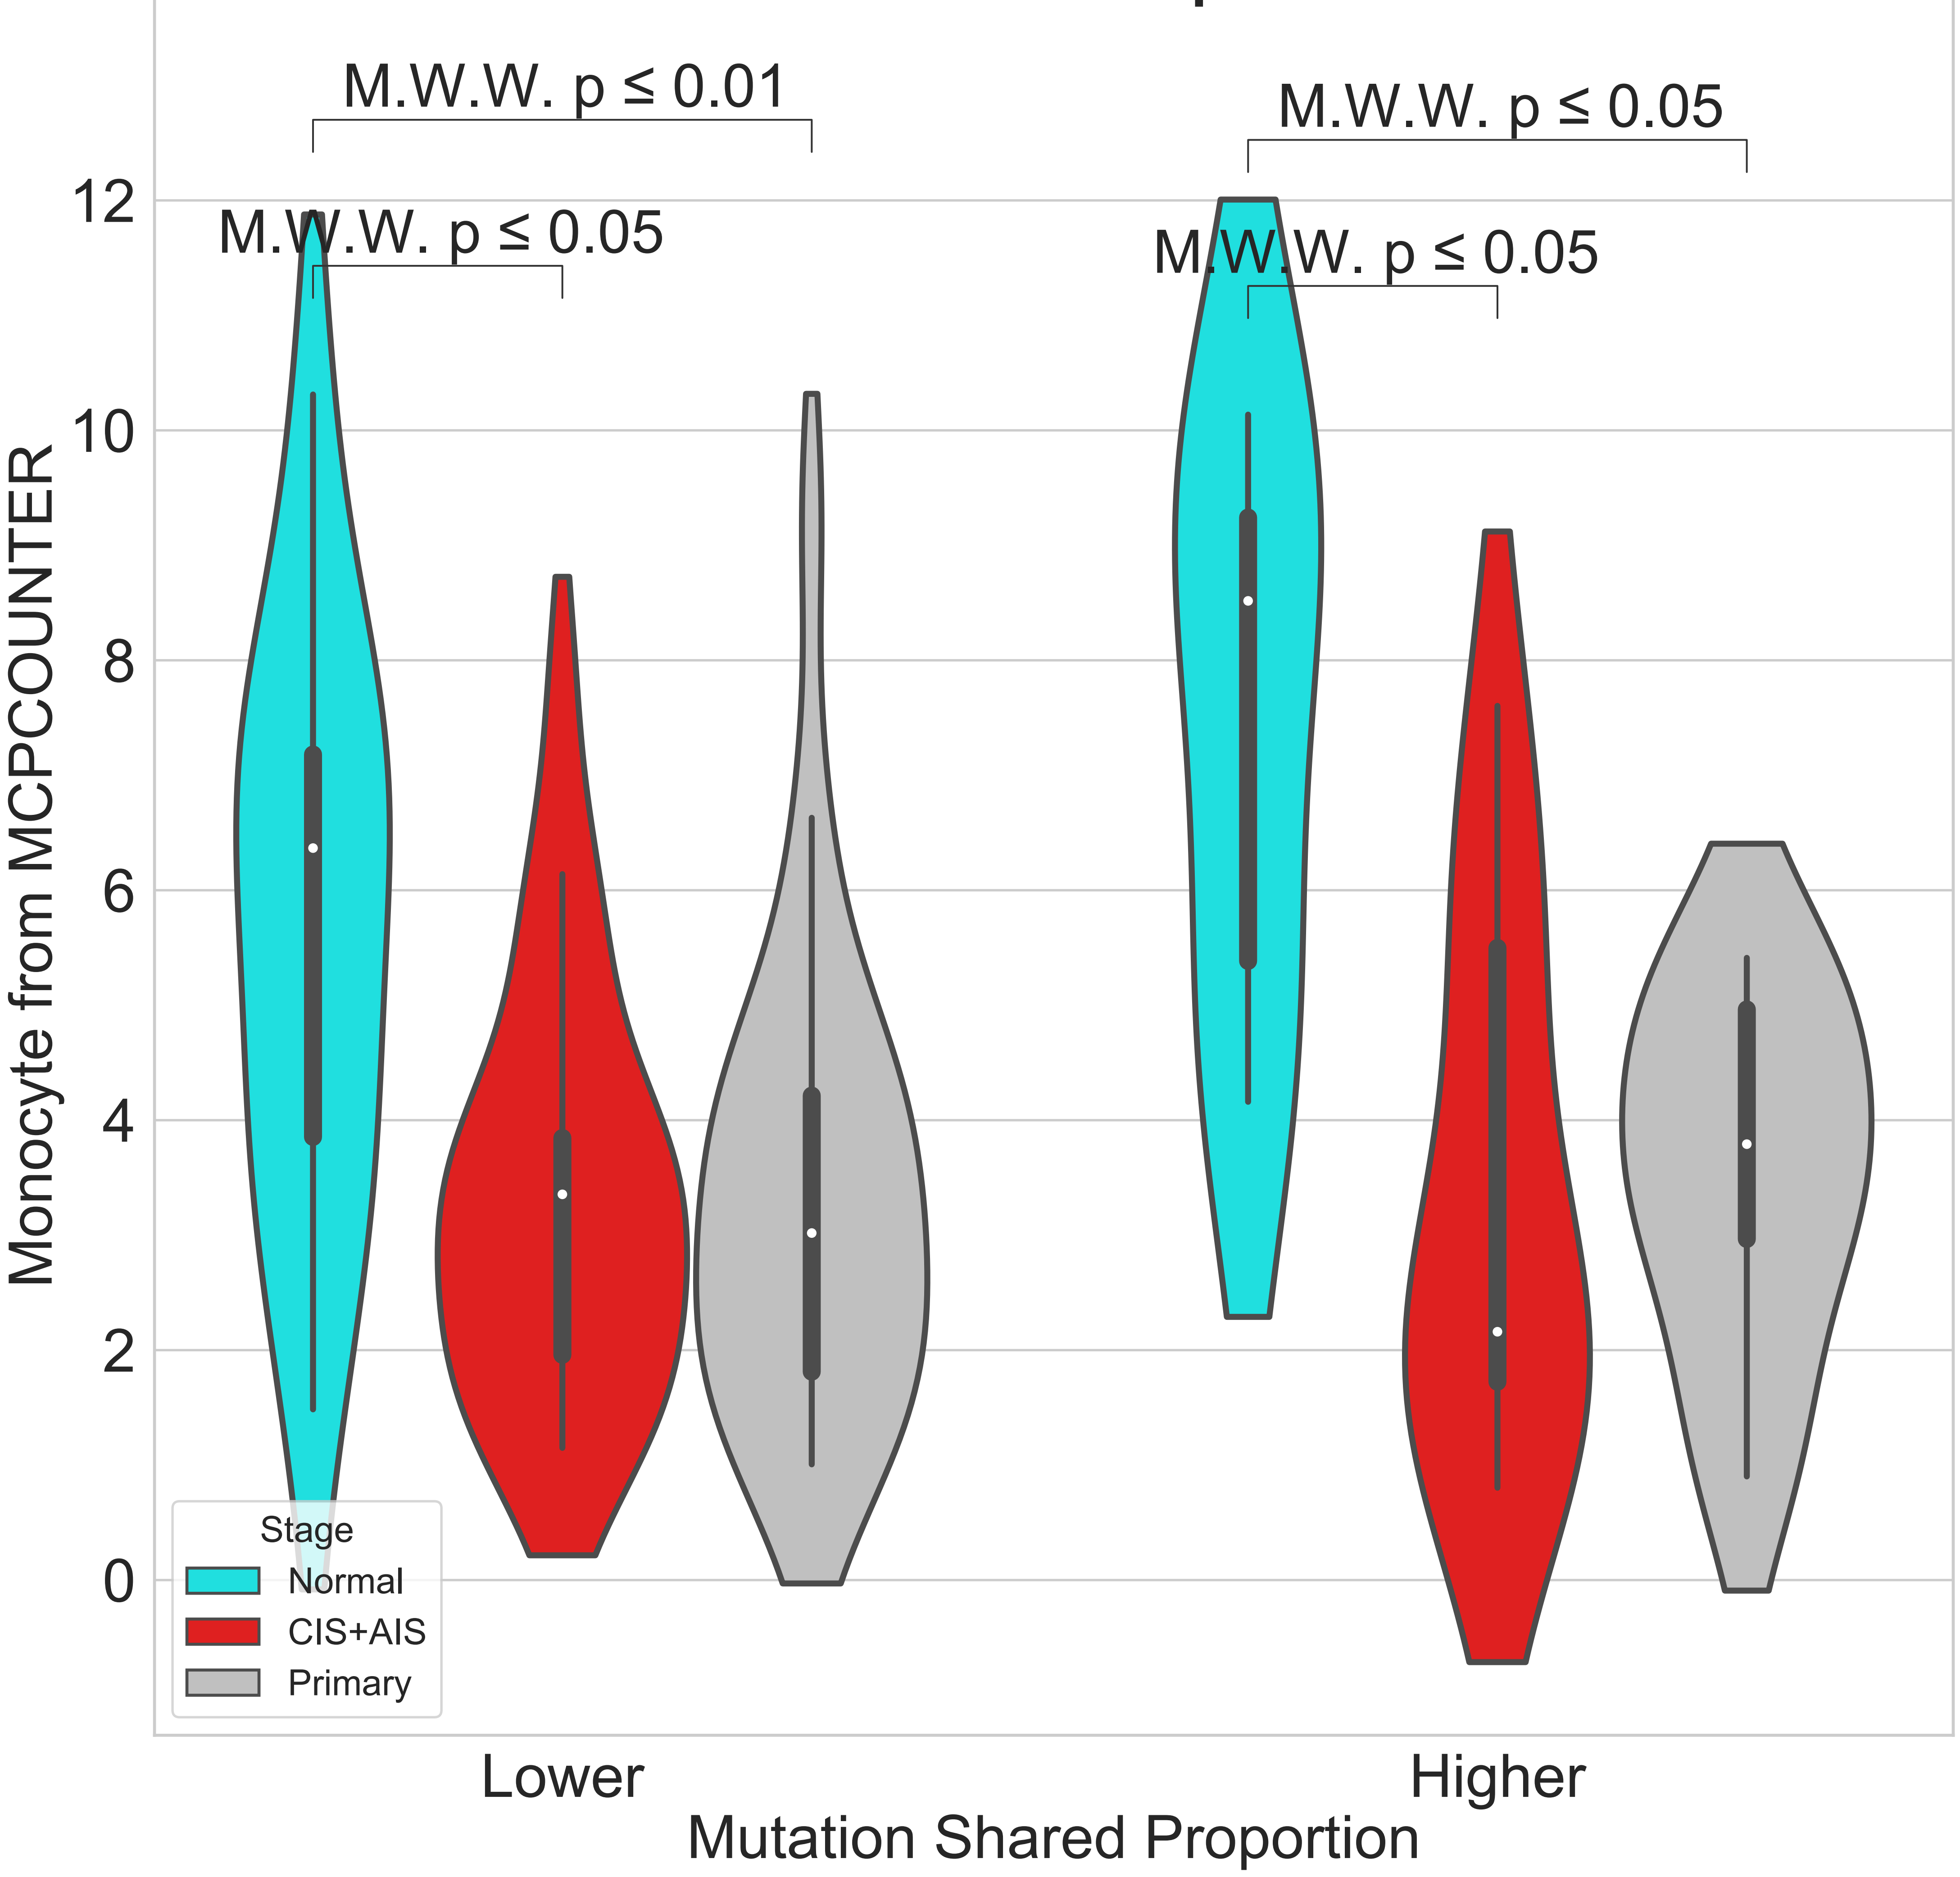 M.W.W. p ≤ 0.01
M.W.W. p ≤ 0.05
M.W.W. p ≤ 0.05
M.W.W. p ≤ 0.05
12
10
8
6
4
2
0
Monocyte from MCPCOUNTER
Stage
Normal
CIS+AIS
Primary
Lower
Higher
Mutation Shared Proportion